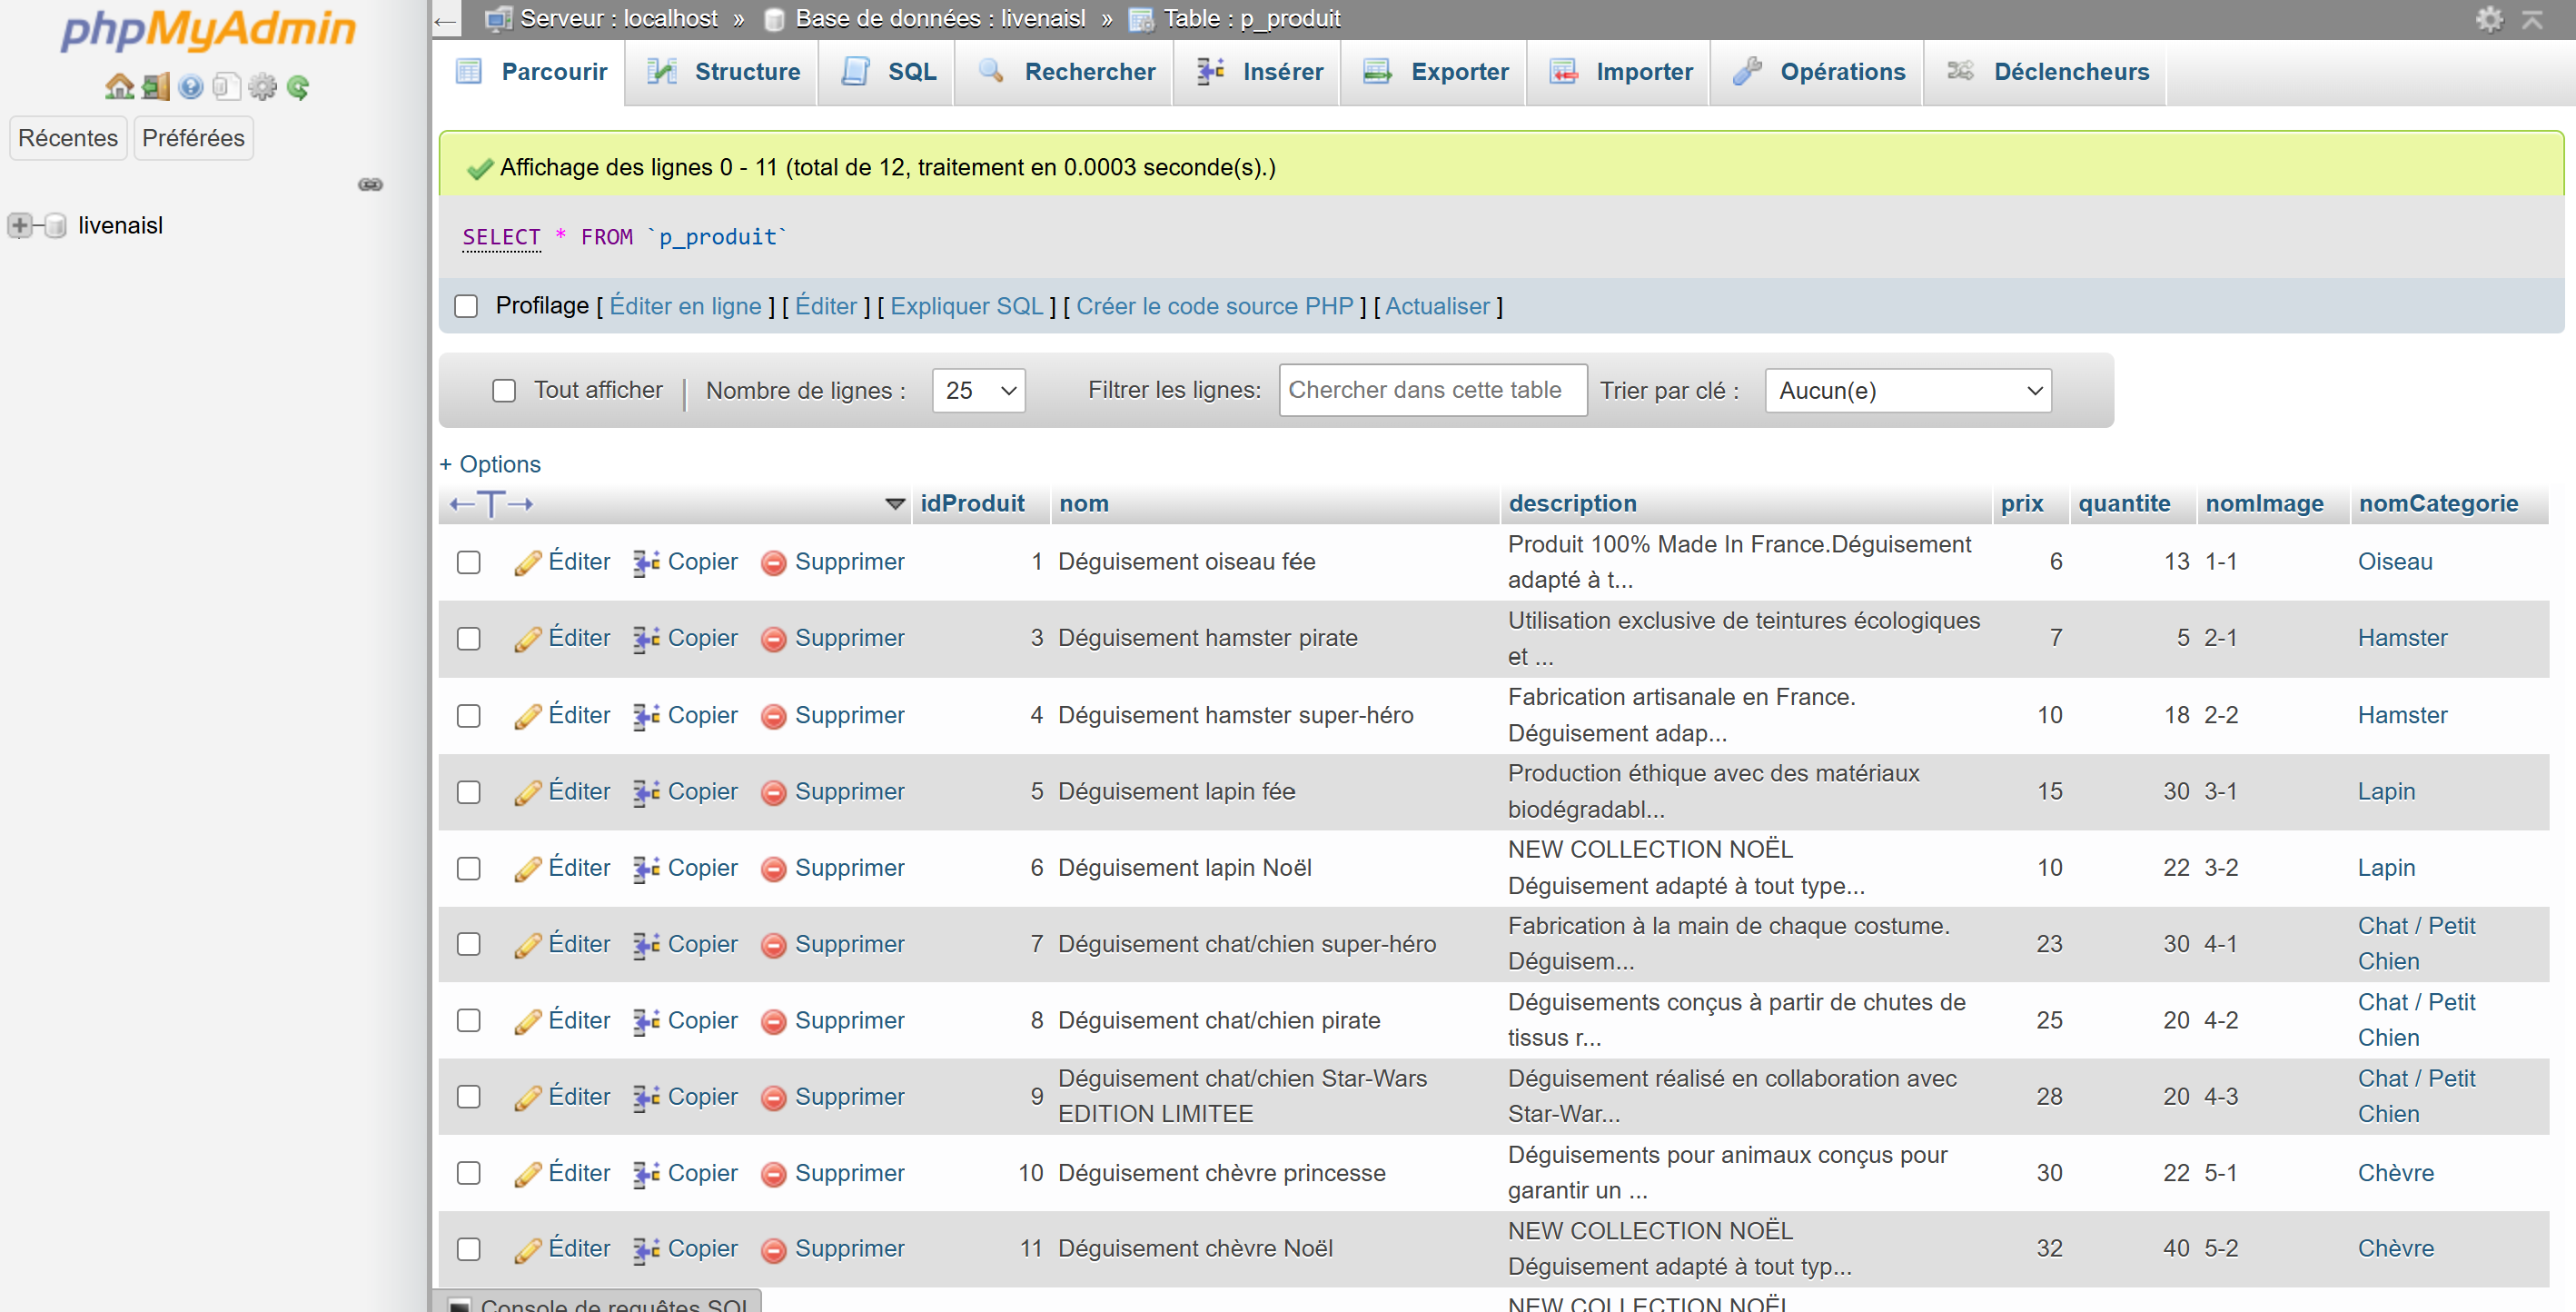 phpMyAdmin
Récentes Préférées
livenaisl
← Serveur : localhost » Base de données : livenaisl » Table : p_produit
Parcourir Structure SQL Rechercher Insérer Exporter Importer Opérations Déclencheurs
Affichage des lignes 0 - 11 (total de 12, traitement en 0.0003 seconde(s).)
SELECT * FROM `p_produit`
Profilage [ Éditer en ligne ] [ Éditer ] [ Expliquer SQL ] [ Créer le code source PHP ] [ Actualiser ]
Tout afficher | Nombre de lignes : 25 Filtrer les lignes: Chercher dans cette table Trier par clé : Aucun(e)
+ Options
←T→ idProduit nom description prix quantite nomImage nomCategorie
Éditer Copier Supprimer 1 Déguisement oiseau fée Produit 100% Made In France.Déguisement 6 13 1-1 Oiseau
adapté à t...
Éditer Copier Supprimer 3 Déguisement hamster pirate Utilisation exclusive de teintures écologiques 7 5 2-1 Hamster
et ...
Éditer Copier Supprimer 4 Déguisement hamster super-héro Fabrication artisanale en France. 10 18 2-2 Hamster
Déguisement adap...
Éditer Copier Supprimer 5 Déguisement lapin fée Production éthique avec des matériaux 15 30 3-1 Lapin
biodégradabl...
Éditer Copier Supprimer 6 Déguisement lapin Noël NEW COLLECTION NOËL 10 22 3-2 Lapin
Déguisement adapté à tout type...
Éditer Copier Supprimer 7 Déguisement chat/chien super-héro Fabrication à la main de chaque costume. 23 30 4-1 Chat / Petit
Déguisem... Chien
Éditer Copier Supprimer 8 Déguisement chat/chien pirate Déguisements conçus à partir de chutes de 25 20 4-2 Chat / Petit
tissus r... Chien
Éditer Copier Supprimer 9 Déguisement chat/chien Star-Wars Déguisement réalisé en collaboration avec 28 20 4-3 Chat / Petit
EDITION LIMITEE Star-War... Chien
Éditer Copier Supprimer 10 Déguisement chèvre princesse Déguisements pour animaux conçus pour 30 22 5-1 Chèvre
garantir un ...
Éditer Copier Supprimer 11 Déguisement chèvre Noël NEW COLLECTION NOËL 32 40 5-2 Chèvre
Déguisement adapté à tout typ...
Console de requêtes SQL NEW COLLECTION NOËL